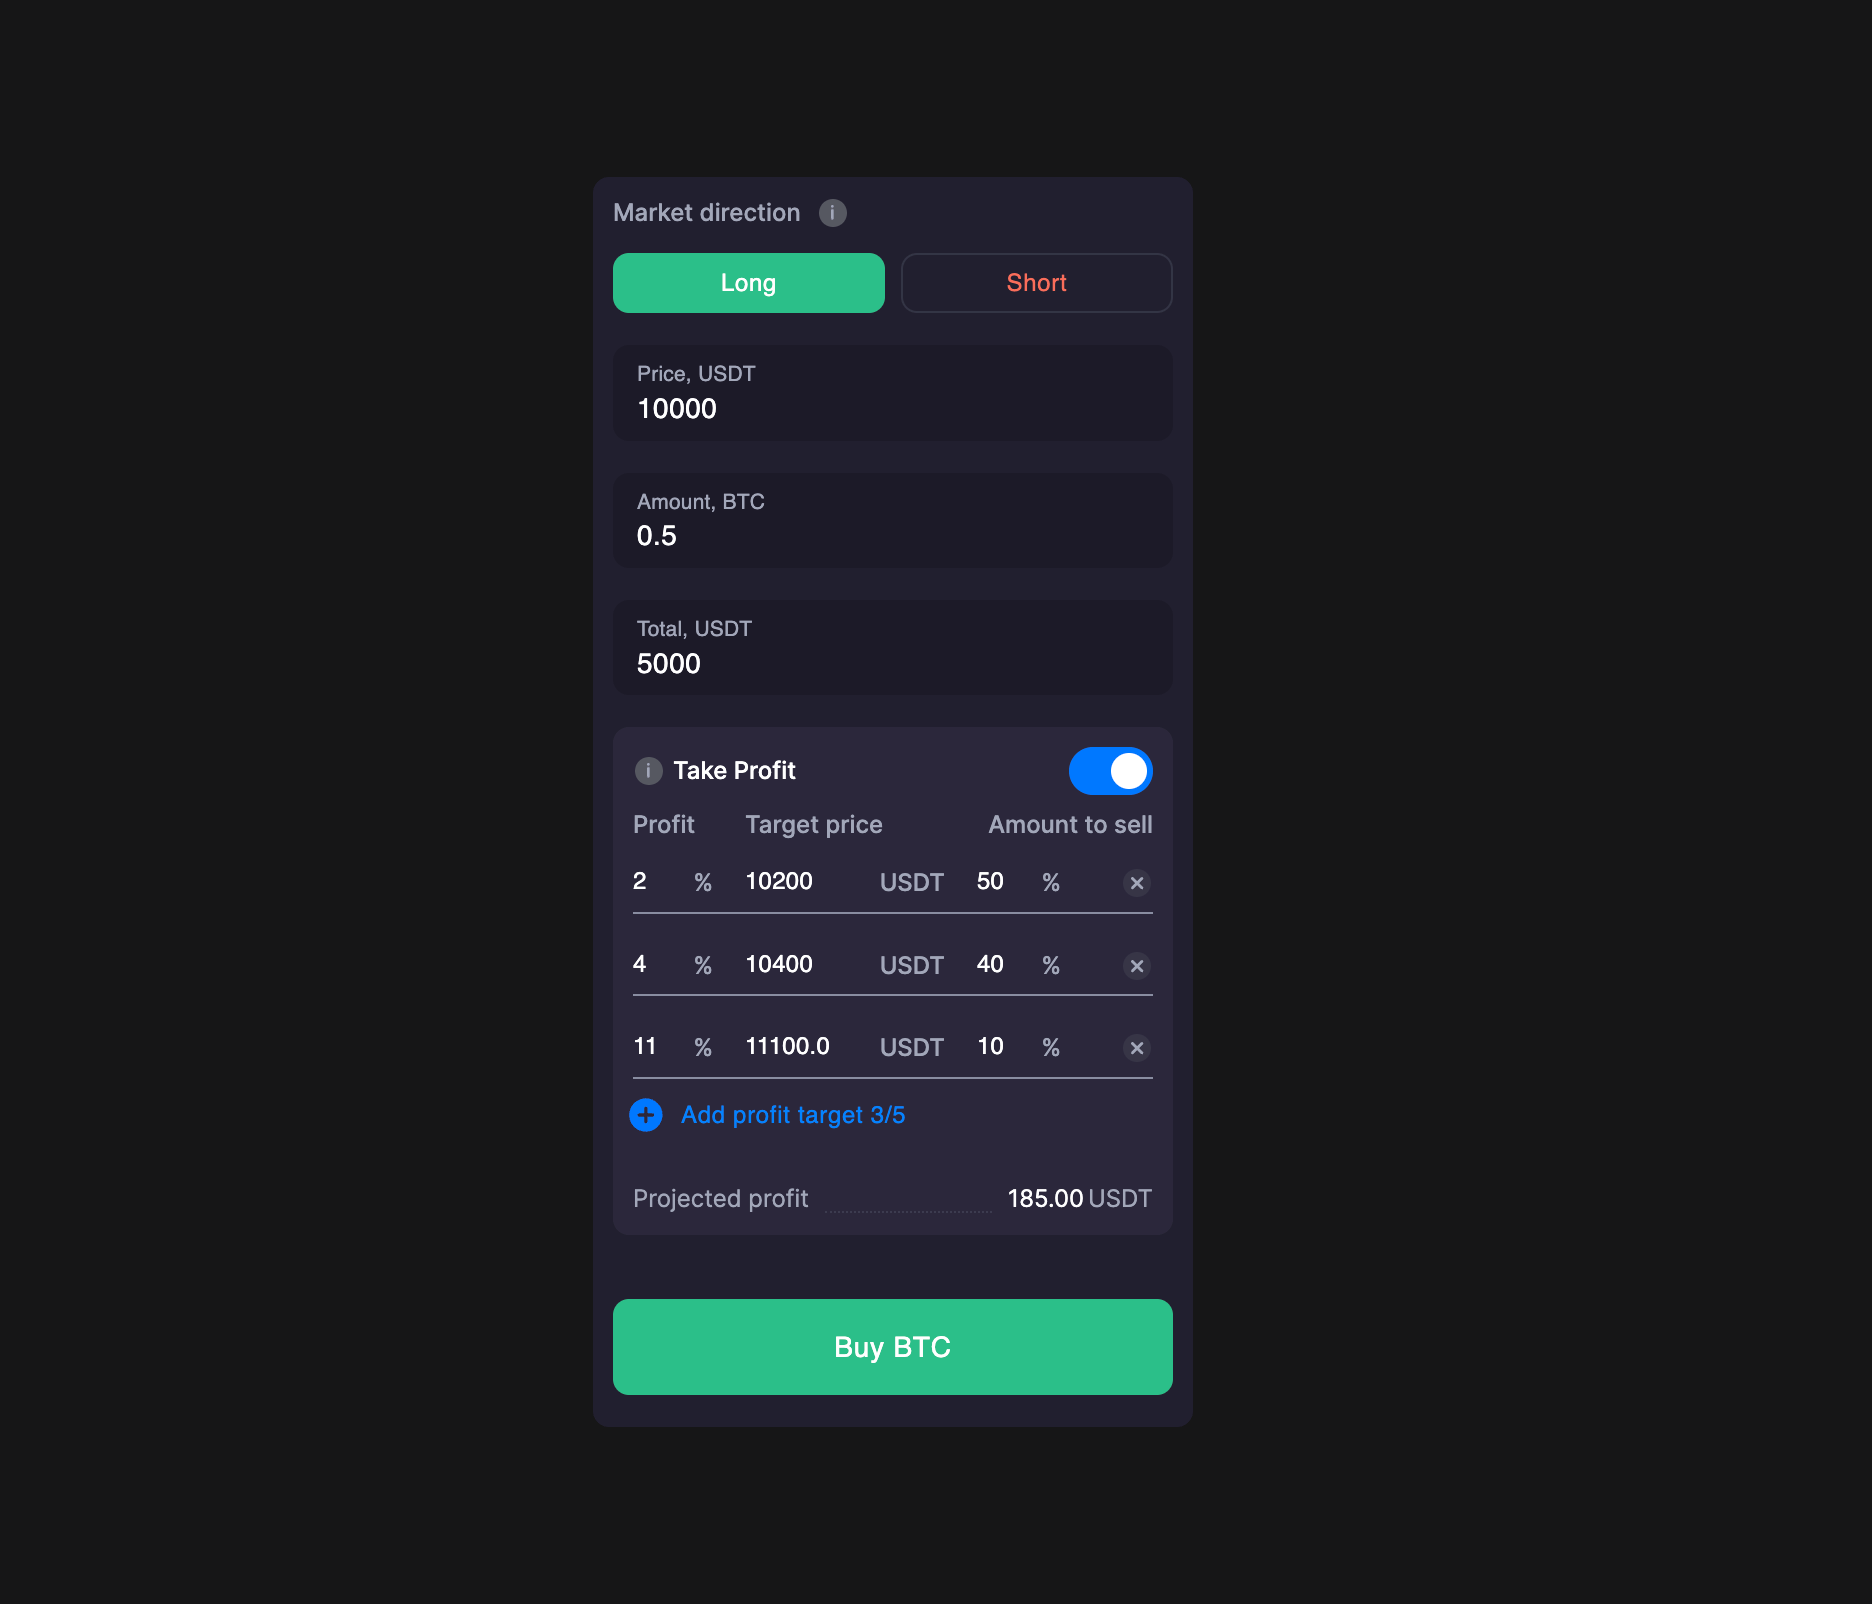 Market direction i
Long Short
Price, USDT
10000
Amount, BTC
0.5
Total, USDT
5000
i Take Profit
Profit Target price Amount to sell
2 % 10200 USDT 50 %
4 % 10400 USDT 40 %
11 % 11100.0 USDT 10 %
Add profit target 3/5
Projected profit 185.00 USDT
Buy BTC